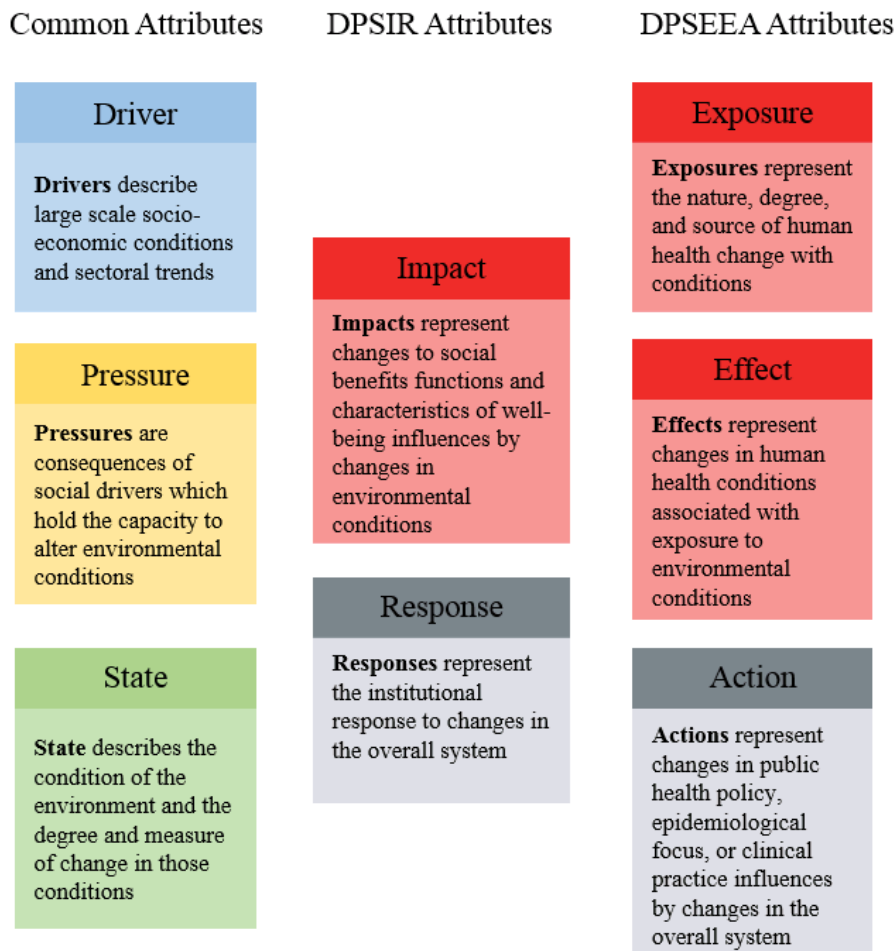 Common Attributes
DPSIR Attributes
DPSEEA Attributes
Driver
Drivers describe
large scale socio-
economic conditions
and sectoral trends
Pressure
Pressures are
consequences of
social drivers which
hold the capacity to
alter environmental
conditions
State
State describes the
condition of the
environment and the
degree and measure
of change in those
conditions
Impact
Impacts represent
changes to social
benefits functions and
characteristics of well-
being influences by
changes in
environmental
conditions
Response
Responses represent
the institutional
response to changes in
the overall system
Exposure
Exposures represent
the nature, degree,
and source of human
health change with
conditions
Effect
Effects represent
changes in human
health conditions
associated with
exposure to
environmental
conditions
Action
Actions represent
changes in public
health policy,
epidemiological
focus, or clinical
practice influences
by changes in the
overall system